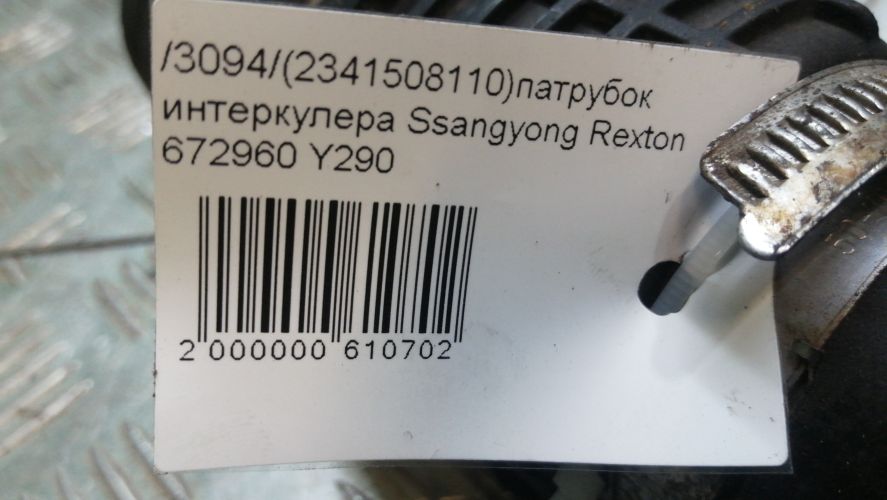 /3094/(2341508110)патрубок
интеркулера Ssangyong Rexton
672960 Y290
2 000000 610702